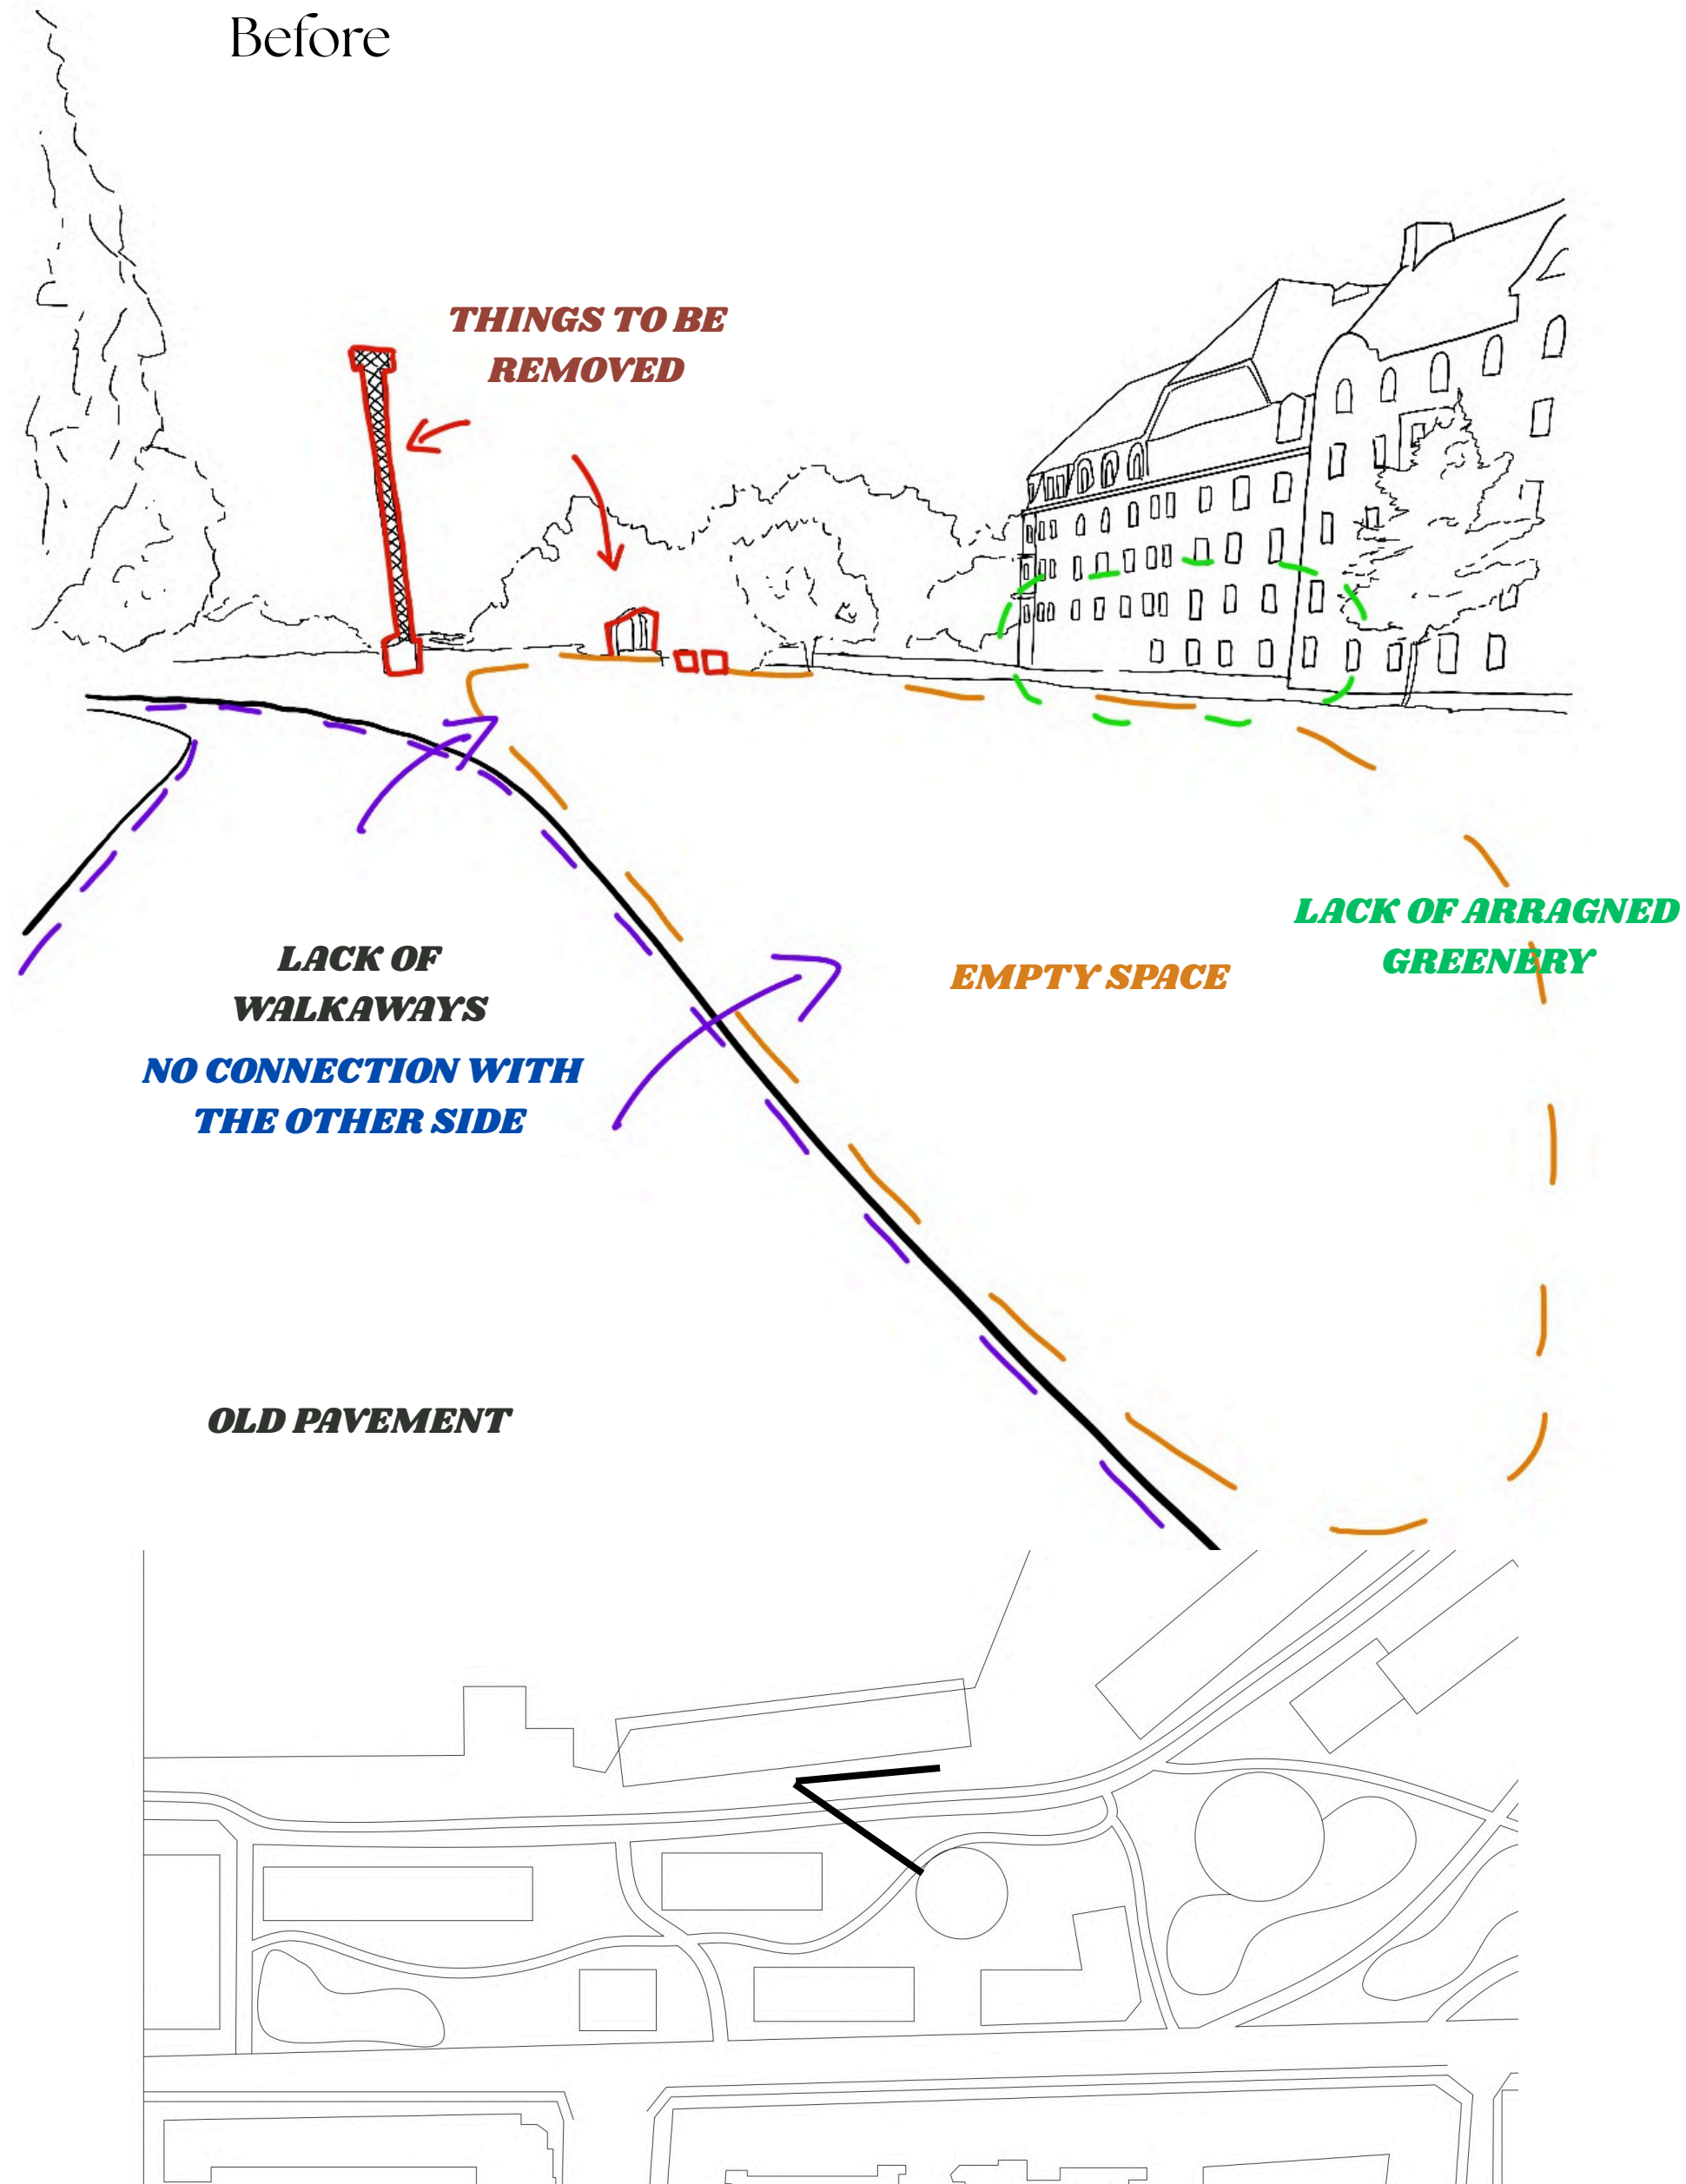 Before
THINGS TO BE
REMOVED
LACK OF ARRAGNED
GREENERY
LACK OF
WALKAWAYS
EMPTY SPACE
NO CONNECTION WITH
THE OTHER SIDE
OLD PAVEMENT